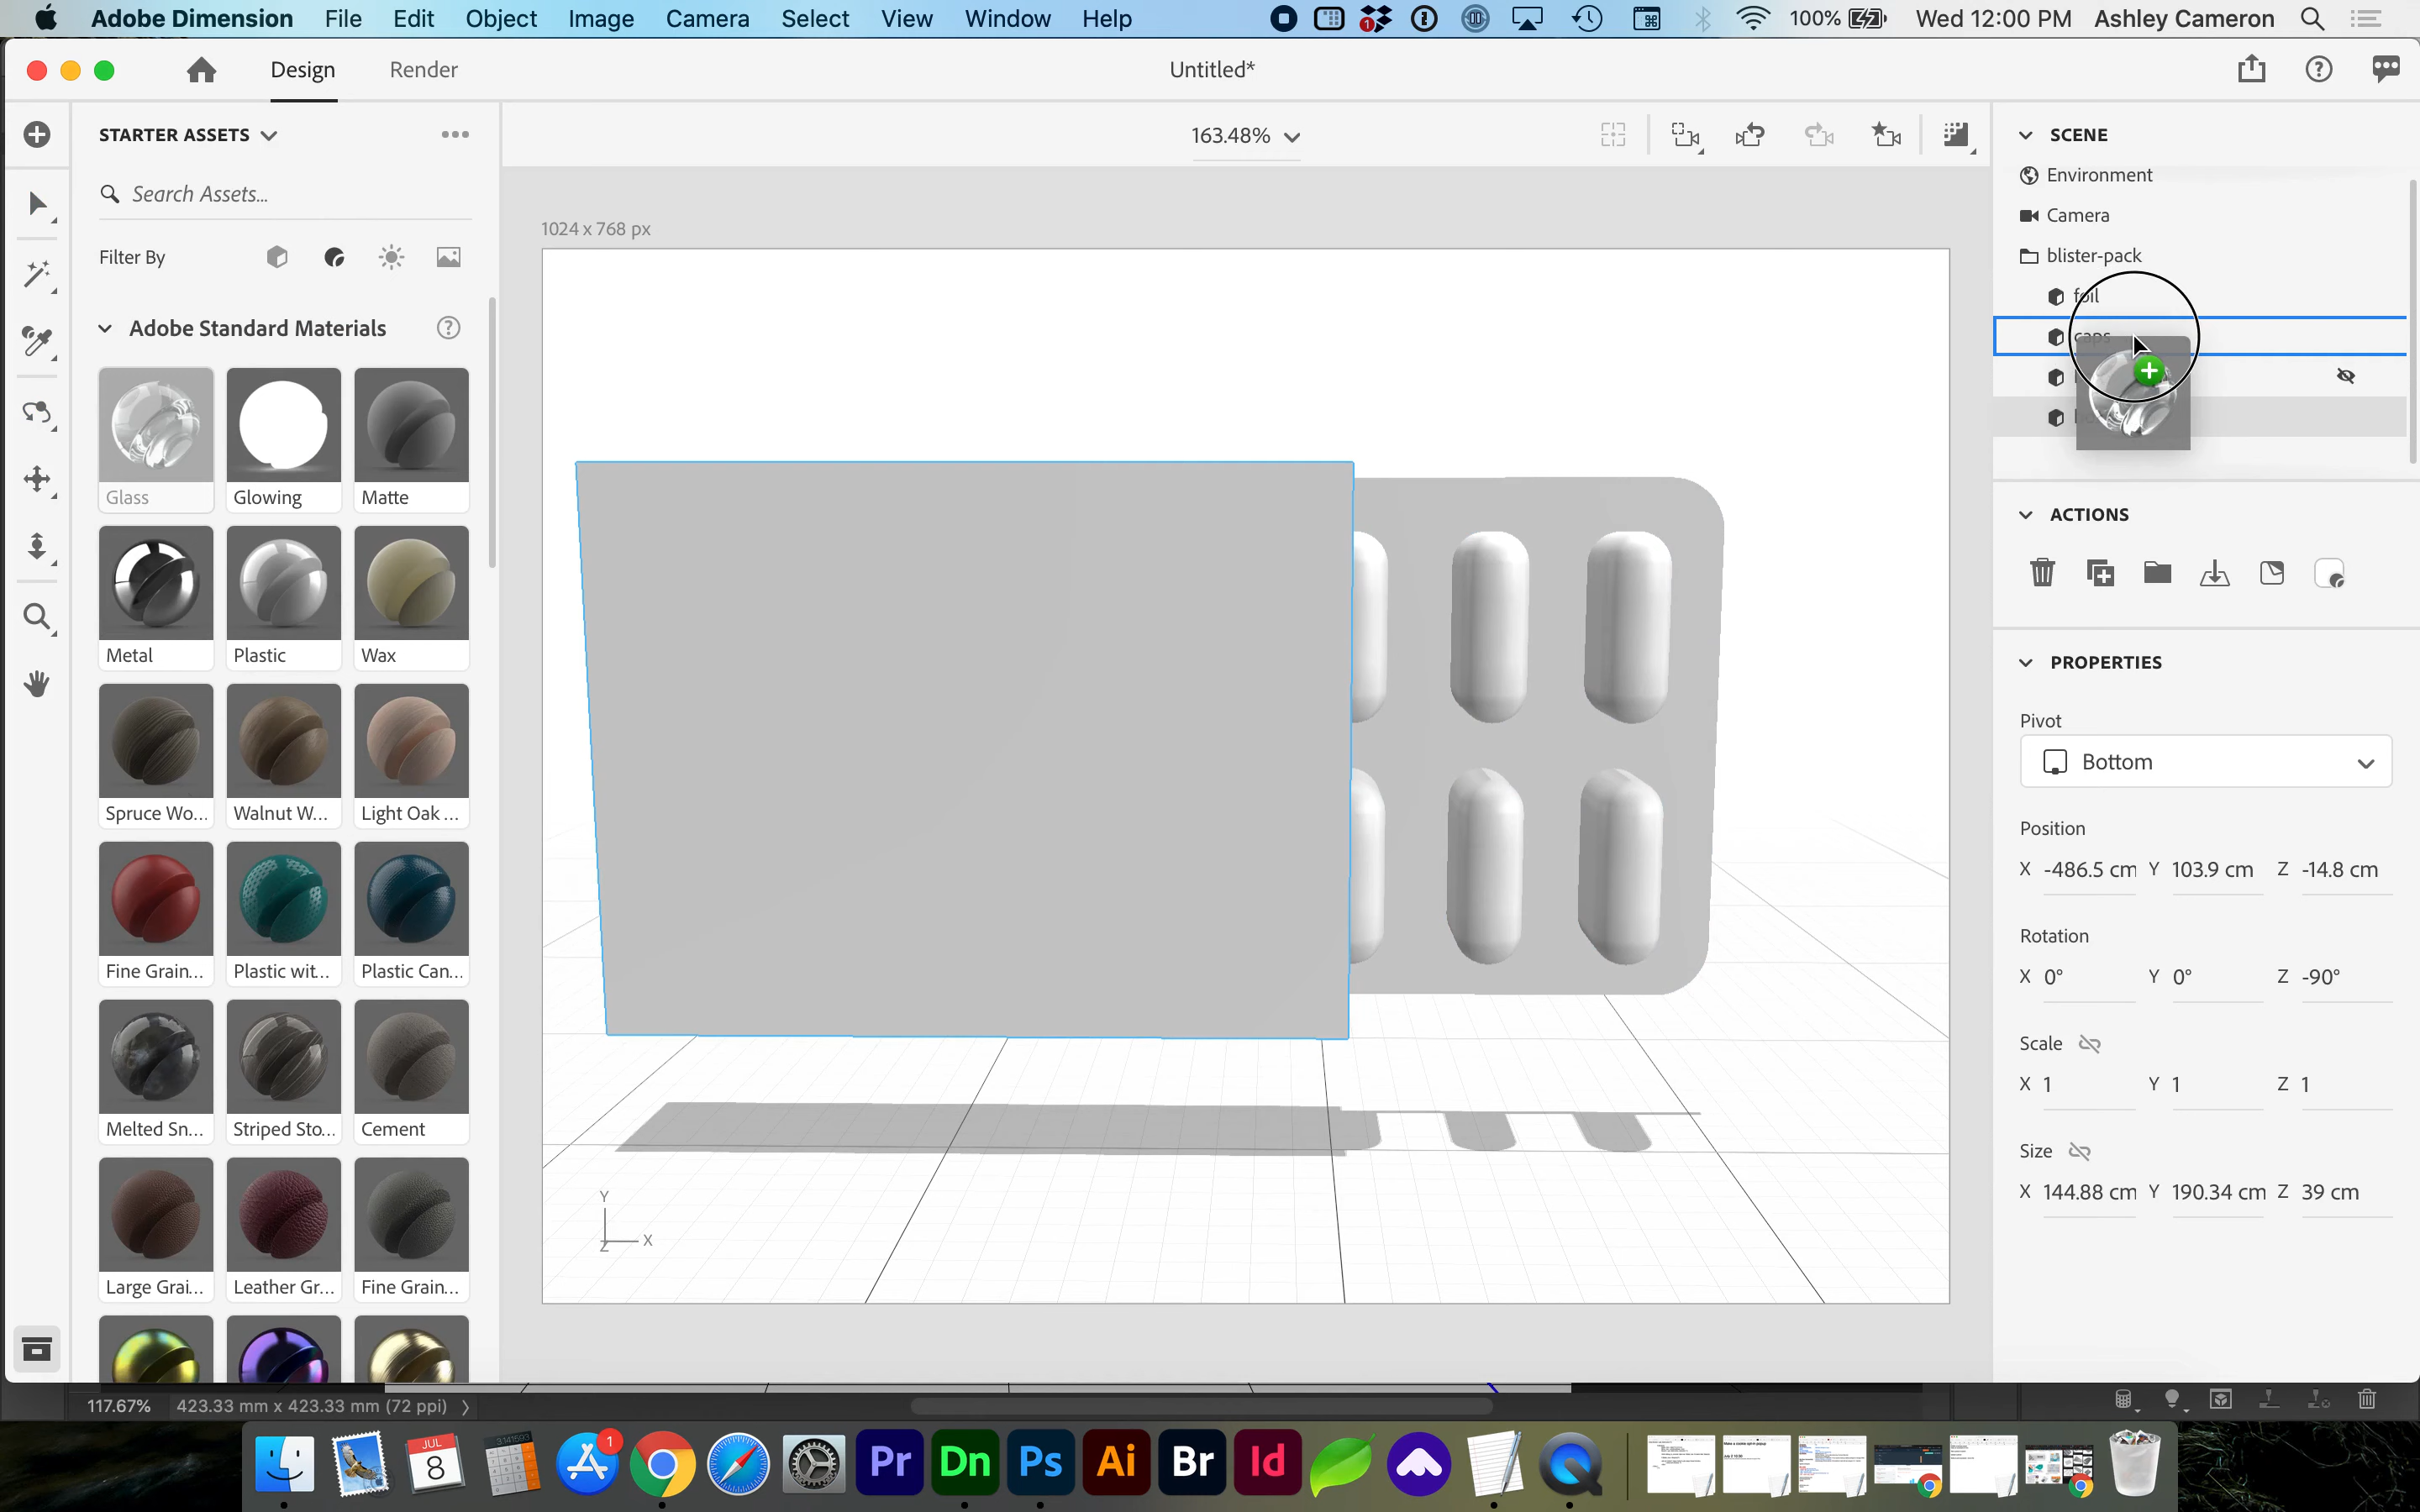 Adobe Dimension File Edit Object Image Camera Select View Window Help
1 100% Wed 12:00 PM Ashley Cameron
Design Render Untitled*
STARTER ASSETS
Search Assets...
Filter By
Adobe Standard Materials
Glass Glowing Matte
Metal Plastic Wax
Spruce Wo... Walnut W... Light Oak ...
Fine Grain... Plastic wit... Plastic Can...
Melted Sn... Striped Sto... Cement
Large Grai... Leather Gr... Fine Grain...
163.48%
1024 x 768 px
Y
Z X
SCENE
Environment
Camera
blister-pack
foil
caps
ACTIONS
PROPERTIES
Pivot
Bottom
Position
X -486.5 cm Y 103.9 cm Z -14.8 cm
Rotation
X 0° Y 0° Z -90°
Scale
X 1 Y 1 Z 1
Size
X 144.88 cm Y 190.34 cm Z 39 cm
117.67% 423.33 mm x 423.33 mm (72 ppi)
JUL
8
3.141593
1
Pr Dn Ps Ai Br Id